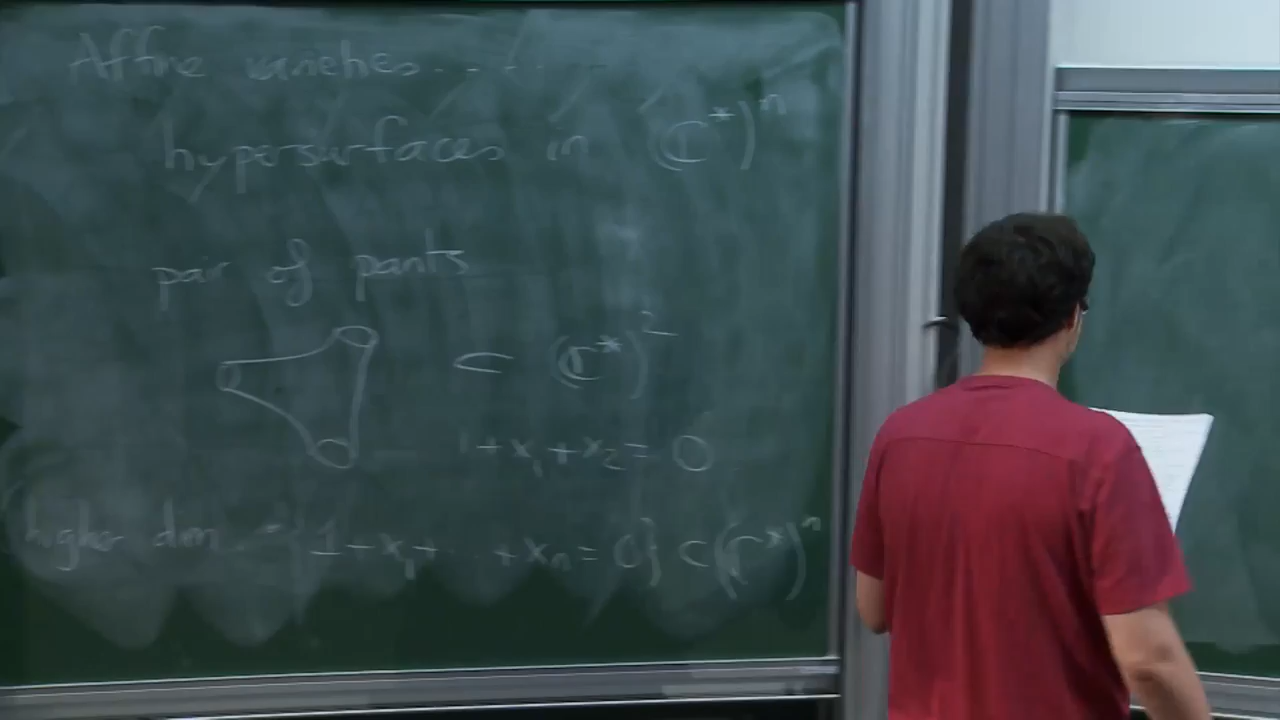 Affine varieties.....
hypersurfaces in (ℂ*)ⁿ
pair of pants
⊂ (ℂ*)²
1+x₁+x₂=0
higher dim = {1+x₁+...+xₙ=0} ⊂ (ℂ*)ⁿ